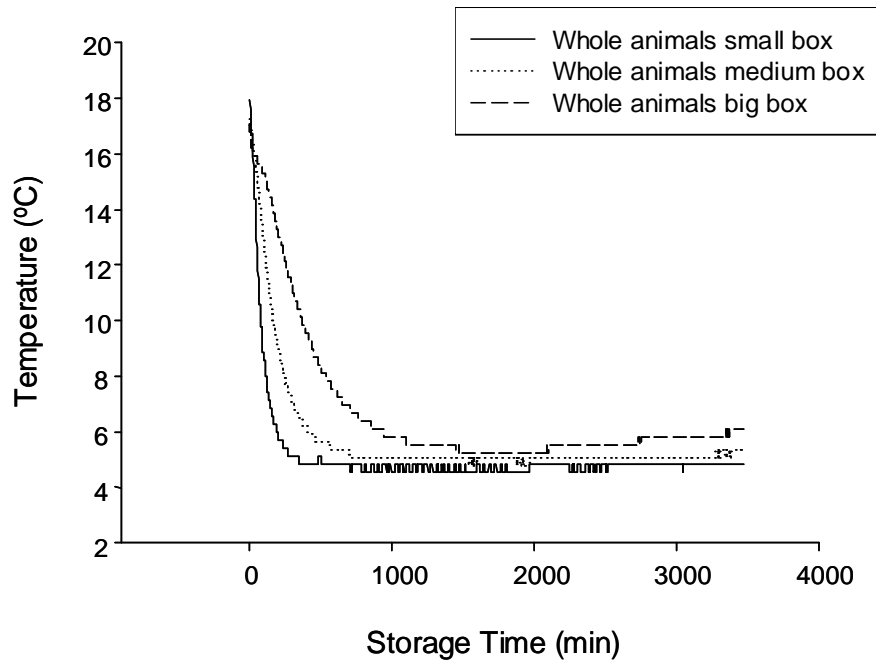 Whole animals small box
Whole animals medium box
Whole animals big box
20
18
16
14
12
10
8
6
4
2
Temperature (ºC)
0 1000 2000 3000 4000
Storage Time (min)